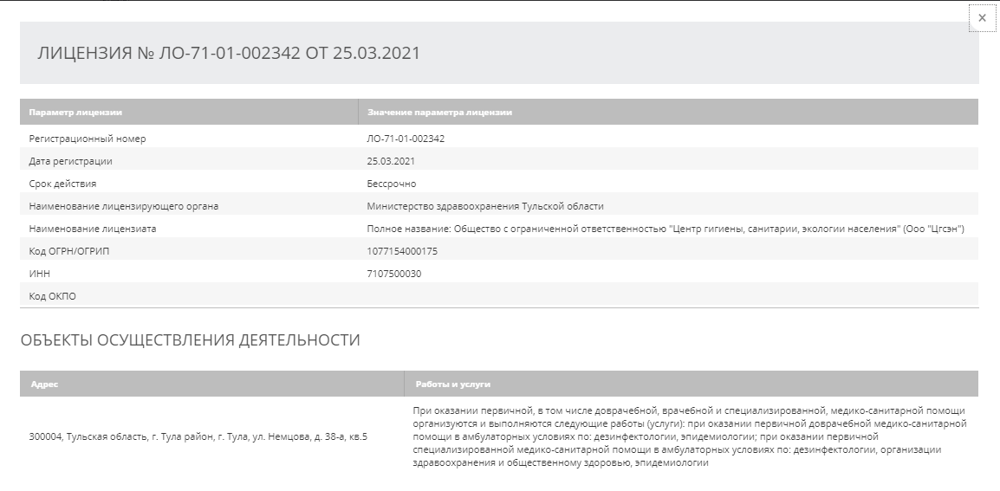 ЛИЦЕНЗИЯ № ЛО-71-01-002342 ОТ 25.03.2021
Параметр лицензии Значение параметра лицензии
Регистрационный номер ЛО-71-01-002342
Дата регистрации 25.03.2021
Срок действия Бессрочно
Наименование лицензирующего органа Министерство здравоохранения Тульской области
Наименование лицензиата Полное название: Общество с ограниченной ответственностью "Центр гигиены, санитарии, экологии населения" (Ооо "Цгсэн")
Код ОГРН/ОГРИП 1077154000175
ИНН 7107500030
Код ОКПО
ОБЪЕКТЫ ОСУЩЕСТВЛЕНИЯ ДЕЯТЕЛЬНОСТИ
Адрес Работы и услуги
300004, Тульская область, г. Тула район, г. Тула, ул. Немцова, д. 38-а, кв.5
При оказании первичной, в том числе доврачебной, врачебной и специализированной, медико-санитарной помощи
организуются и выполняются следующие работы (услуги): при оказании первичной доврачебной медико-санитарной
помощи в амбулаторных условиях по: дезинфектологии, эпидемиологии; при оказании первичной
специализированной медико-санитарной помощи в амбулаторных условиях по: дезинфектологии, организации
здравоохранения и общественному здоровью, эпидемиологии